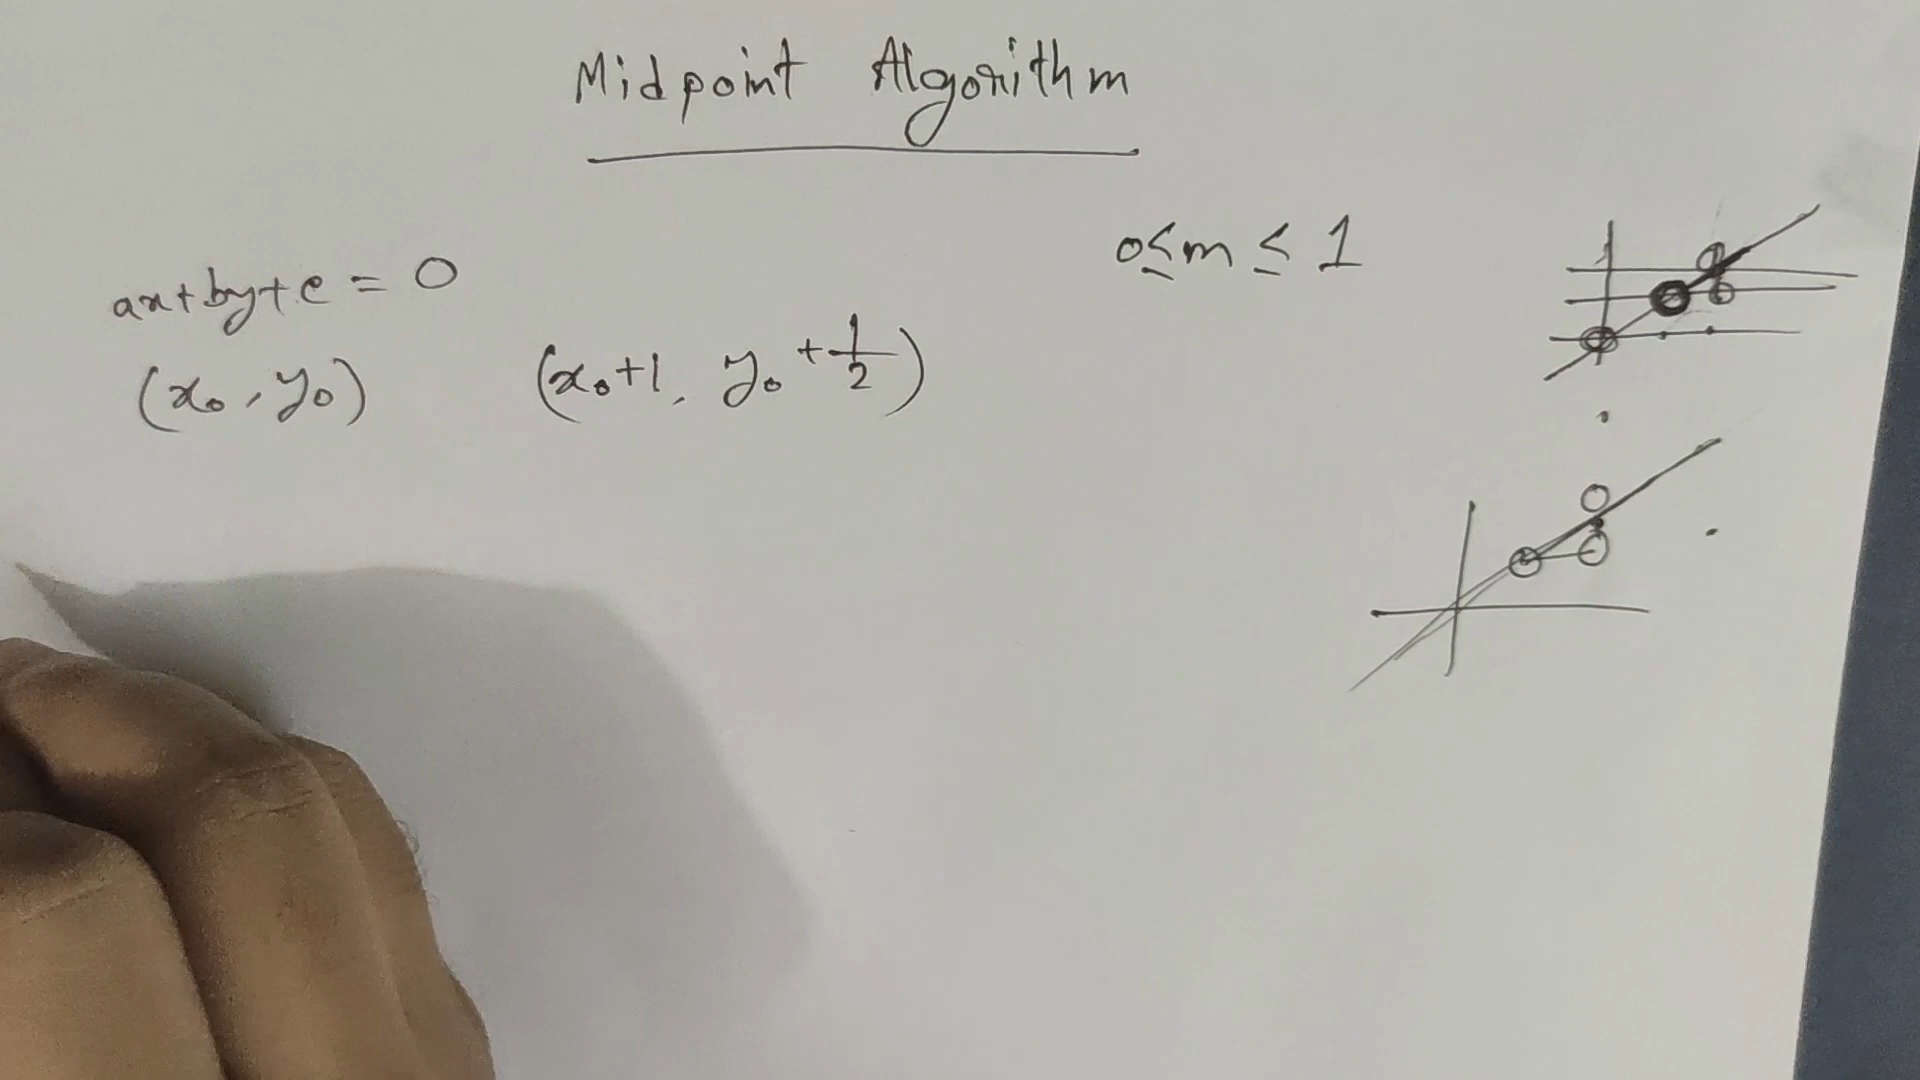 Midpoint Algorithm
0 ≤ m ≤ 1
ax + by + c = 0
(x₀, y₀) (x₀+1, y₀ + 1/2)